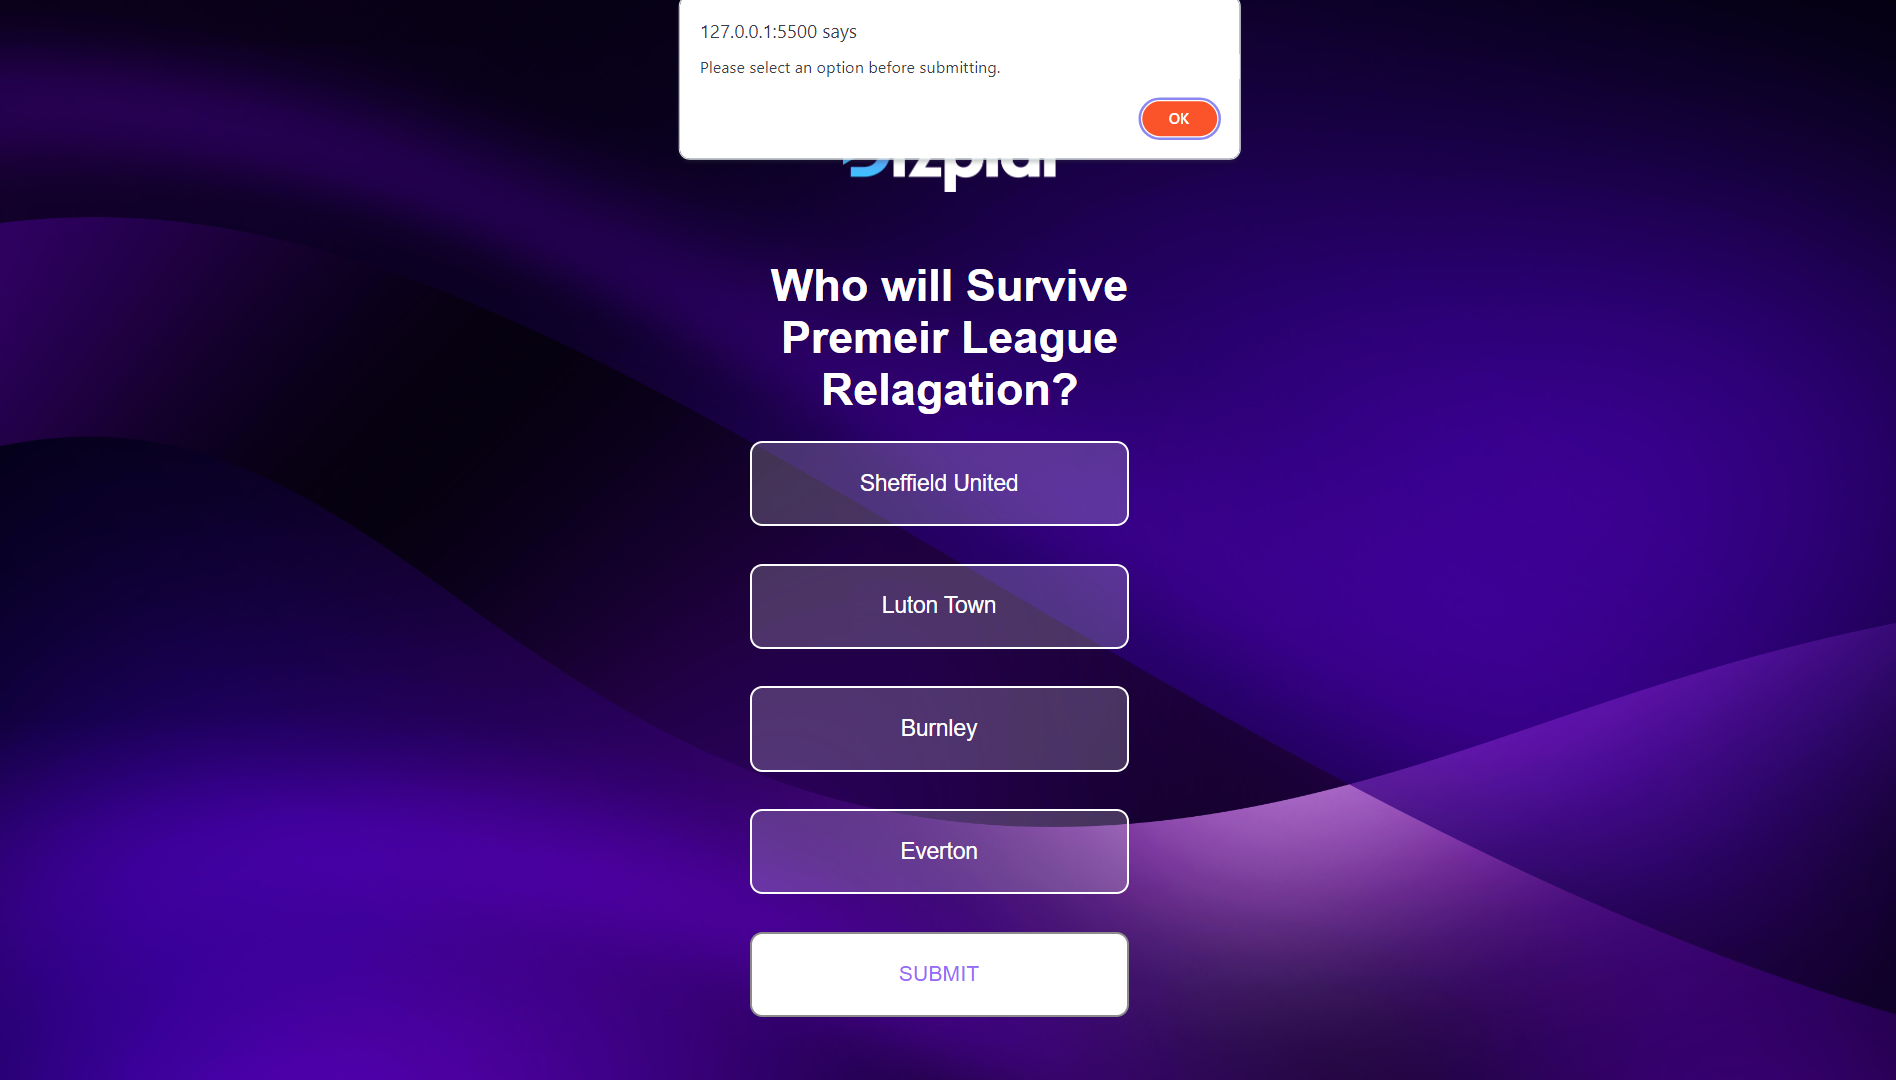 127.0.0.1:5500 says
Please select an option before submitting.
OK
Who will Survive
Premeir League
Relagation?
Sheffield United
Luton Town
Burnley
Everton
SUBMIT